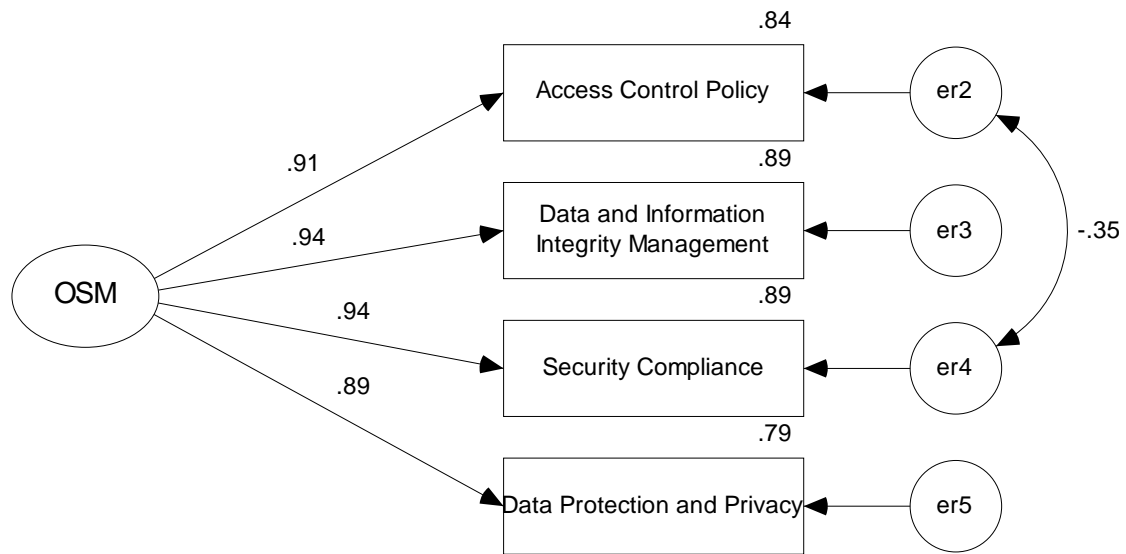 .84
Access Control Policy
er2
.91
.89
Data and Information
Integrity Management
er3
-.35
.94
OSM
.89
.94
Security Compliance
er4
.89
.79
Data Protection and Privacy
er5